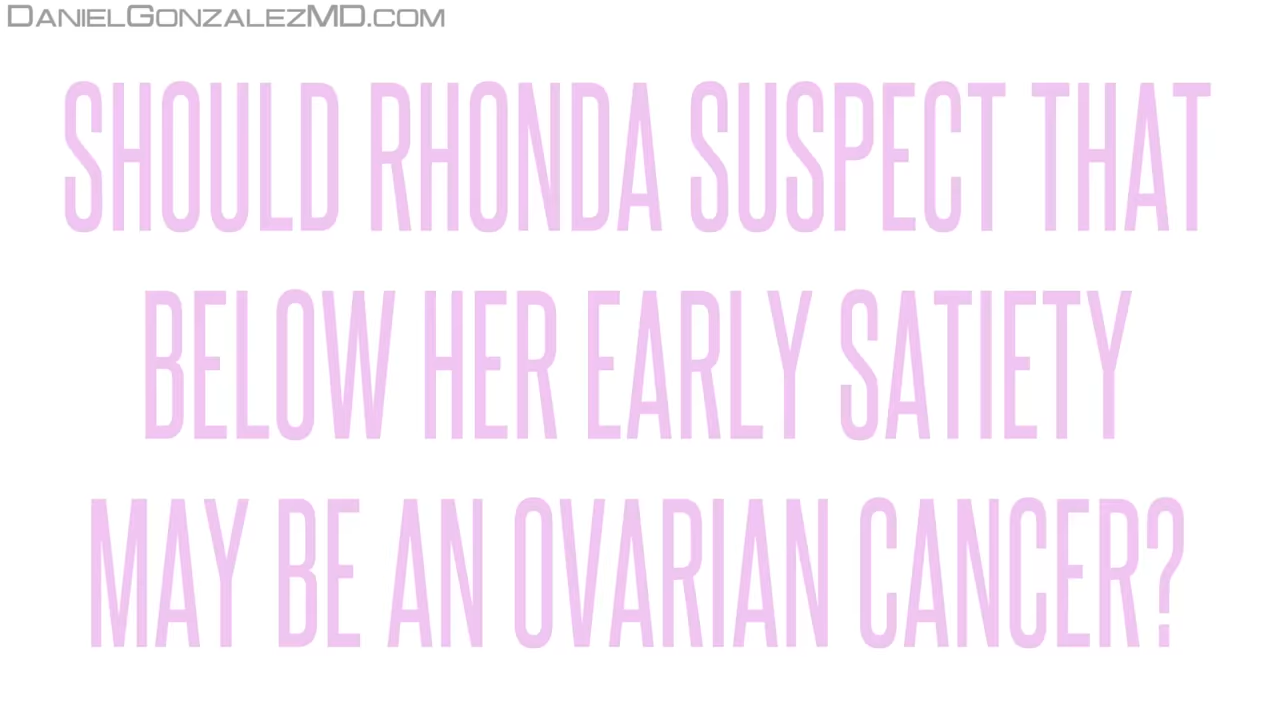 DanielGonzalezMD.com
SHOULD RHONDA SUSPECT THAT
BELOW HER EARLY SATIETY
MAY BE AN OVARIAN CANCER?